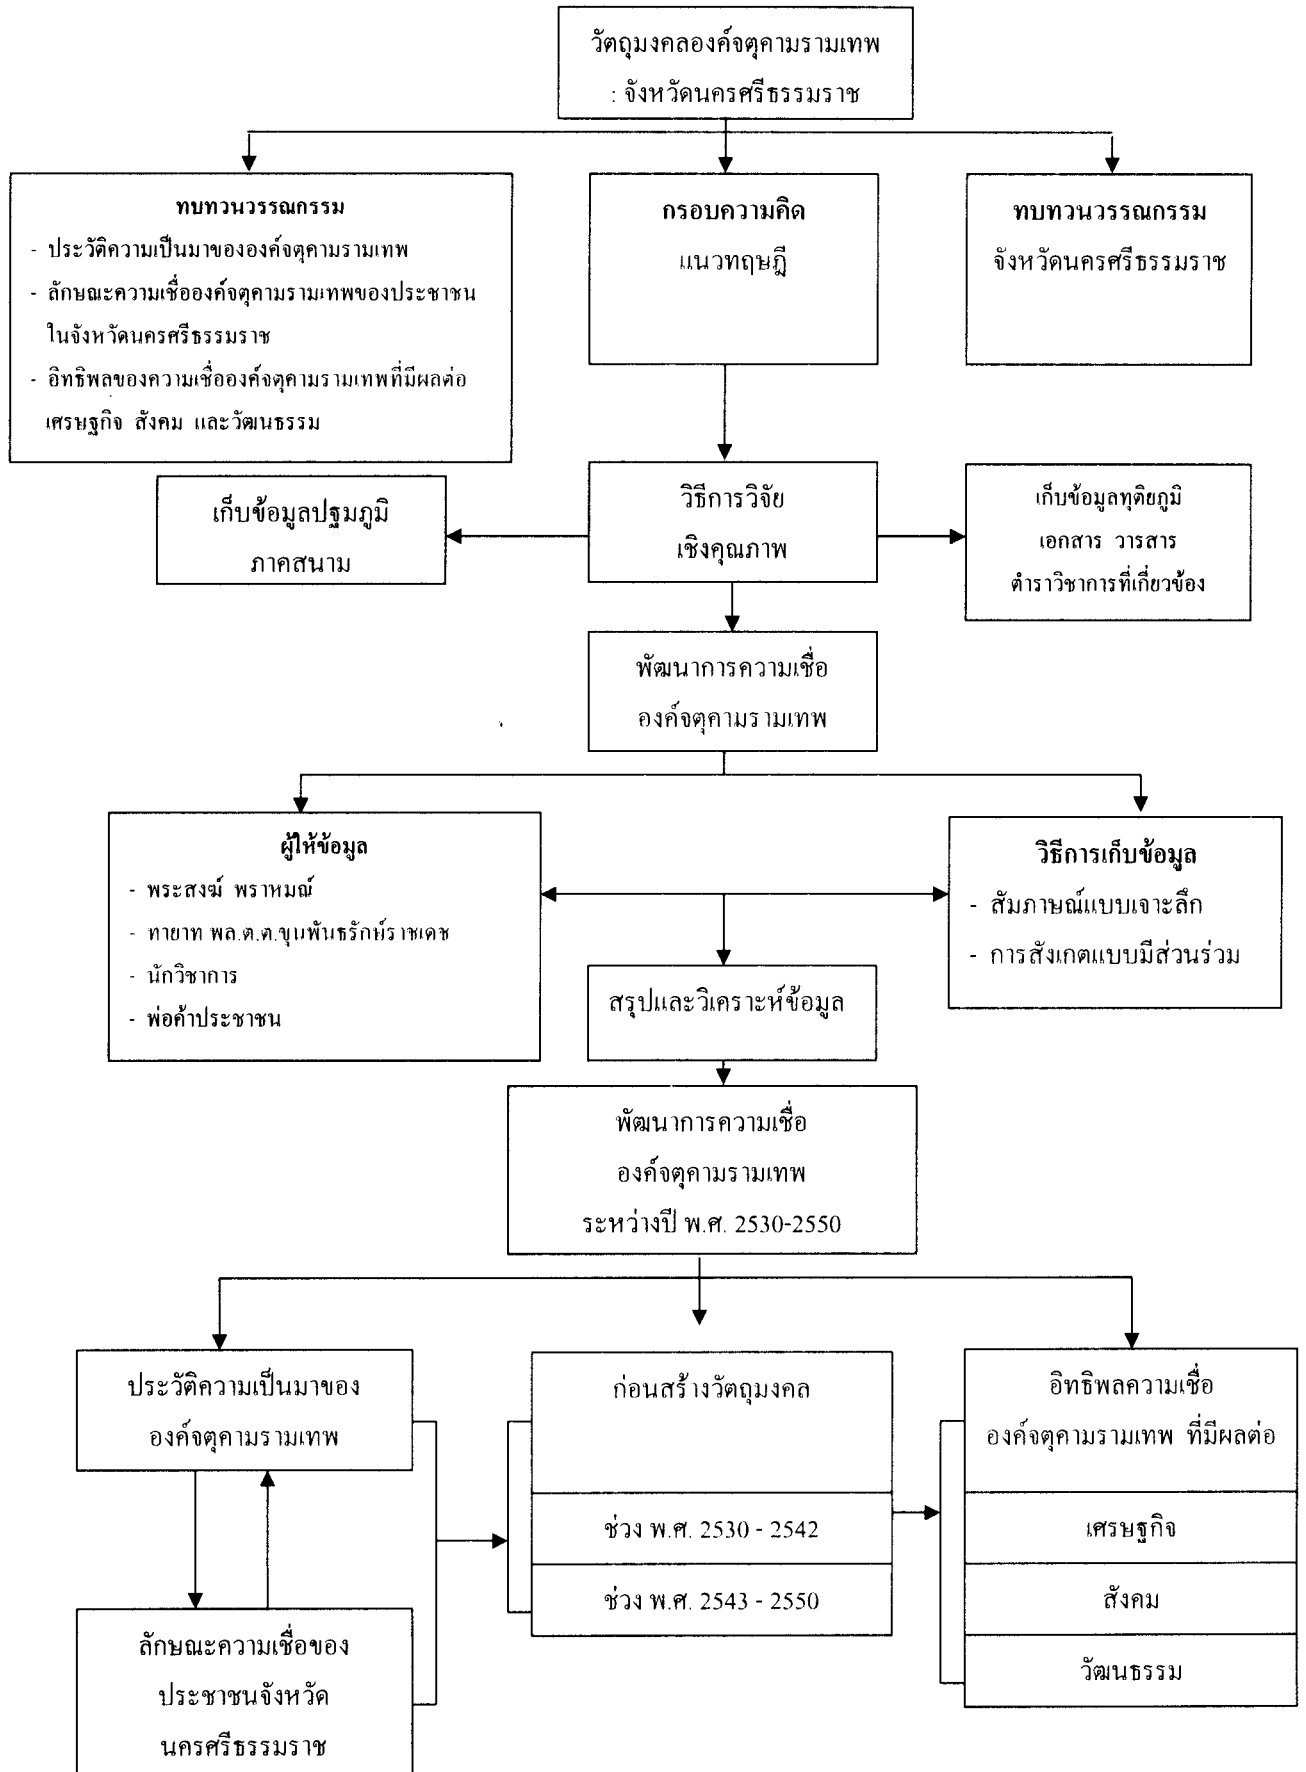 วัตถุมงคลองค์จตุคามรามเทพ
: จังหวัดนครศรีธรรมราช
ทบทวนวรรณกรรม
- ประวัติความเป็นมาขององค์จตุคามรามเทพ
- ลักษณะความเชื่อองค์จตุคามรามเทพของประชาชน
ในจังหวัดนครศรีธรรมราช
- อิทธิพลของความเชื่อองค์จตุคามรามเทพที่มีผลต่อ
เศรษฐกิจ สังคม และวัฒนธรรม
กรอบความคิด
แนวทฤษฎี
ทบทวนวรรณกรรม
จังหวัดนครศรีธรรมราช
เก็บข้อมูลปฐมภูมิ
ภาคสนาม
วิธีการวิจัย
เชิงคุณภาพ
เก็บข้อมูลทุติยภูมิ
เอกสาร วารสาร
ตำราวิชาการที่เกี่ยวข้อง
พัฒนาการความเชื่อ
องค์จตุคามรามเทพ
ผู้ให้ข้อมูล
- พระสงฆ์ พราหมณ์
- ทายาท พล.ต.ต.ขุนพันธรักษ์ราชเดช
- นักวิชาการ
- พ่อค้าประชาชน
วิธีการเก็บข้อมูล
- สัมภาษณ์แบบเจาะลึก
- การสังเกตแบบมีส่วนร่วม
สรุปและวิเคราะห์ข้อมูล
พัฒนาการความเชื่อ
องค์จตุคามรามเทพ
ระหว่างปี พ.ศ. 2530-2550
ประวัติความเป็นมาของ
องค์จตุคามรามเทพ
ลักษณะความเชื่อของ
ประชาชนจังหวัด
นครศรีธรรมราช
ก่อนสร้างวัตถุมงคล
ช่วง พ.ศ. 2530 - 2542
ช่วง พ.ศ. 2543 - 2550
อิทธิพลความเชื่อ
องค์จตุคามรามเทพ ที่มีผลต่อ
เศรษฐกิจ
สังคม
วัฒนธรรม